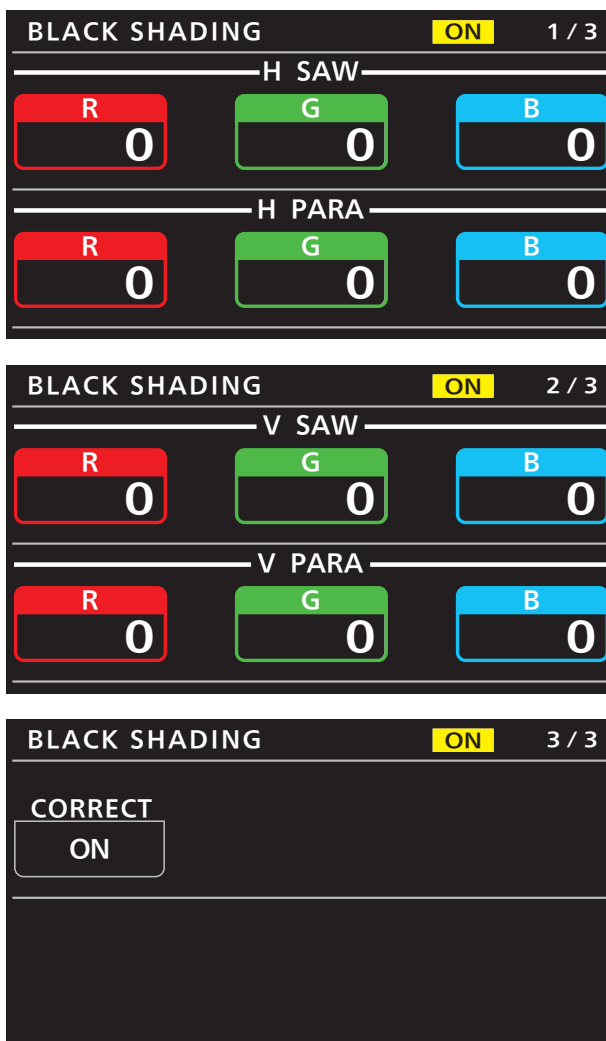 BLACK SHADING ON 1 / 3
H SAW
R G B
0 0 0
H PARA
R G B
0 0 0
BLACK SHADING ON 2 / 3
V SAW
R G B
0 0 0
V PARA
R G B
0 0 0
BLACK SHADING ON 3 / 3
CORRECT
ON